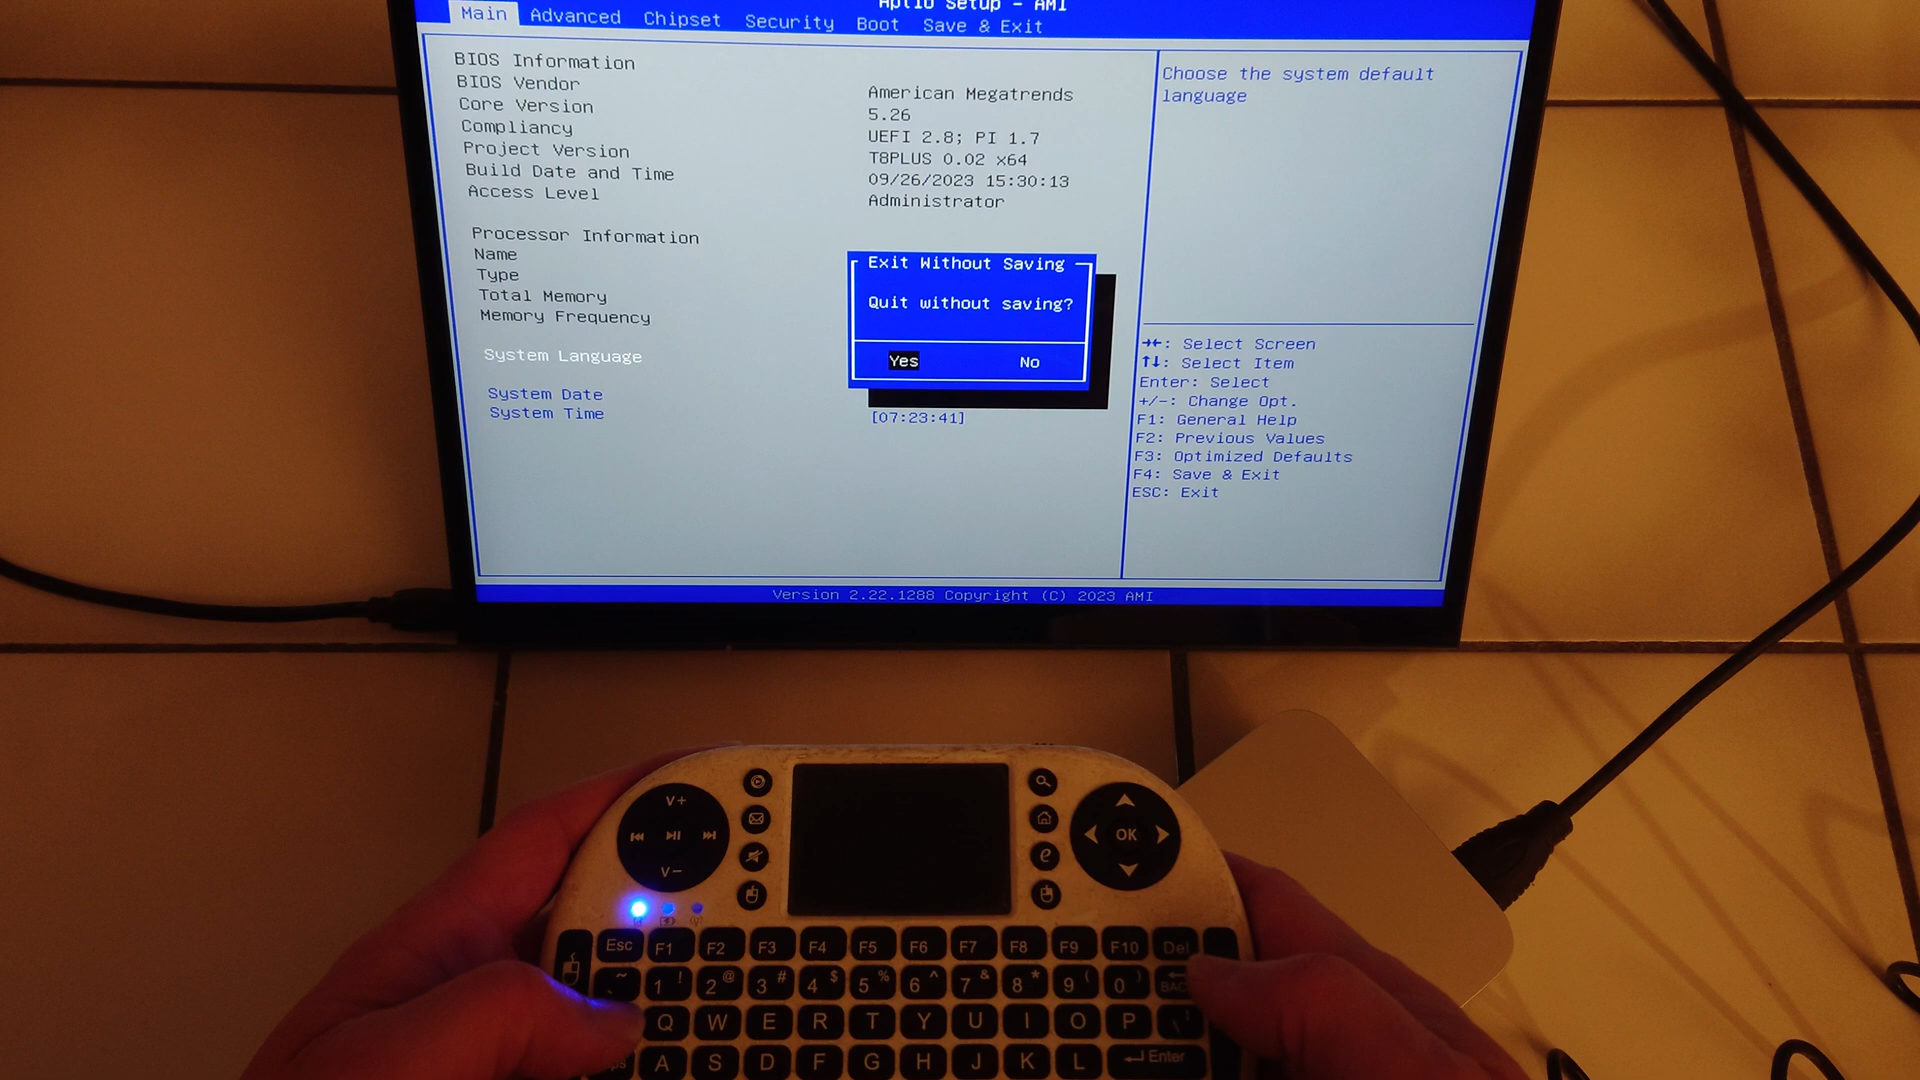 Aptio Setup - AMI
Main Advanced Chipset Security Boot Save & Exit
BIOS Information
BIOS Vendor American Megatrends
Core Version 5.26
Compliancy UEFI 2.8; PI 1.7
Project Version T8PLUS 0.02 x64
Build Date and Time 09/26/2023 15:30:13
Access Level Administrator
Processor Information
Name
Type
Total Memory
Memory Frequency
System Language
System Date
System Time [07:23:41]
Exit Without Saving
Quit without saving?
Yes No
Choose the system default
language
→←: Select Screen
↑↓: Select Item
Enter: Select
+/-: Change Opt.
F1: General Help
F2: Previous Values
F3: Optimized Defaults
F4: Save & Exit
ESC: Exit
Version 2.22.1288 Copyright (C) 2023 AMI
V+
V-
OK
Esc F1 F2 F3 F4 F5 F6 F7 F8 F9 F10 Del
~ ` 1 ! 2 @ 3 # 4 $ 5 % 6 ^ 7 & 8 * 9 ( 0 )
Q W E R T Y U I O P
A S D F G H J K L Enter